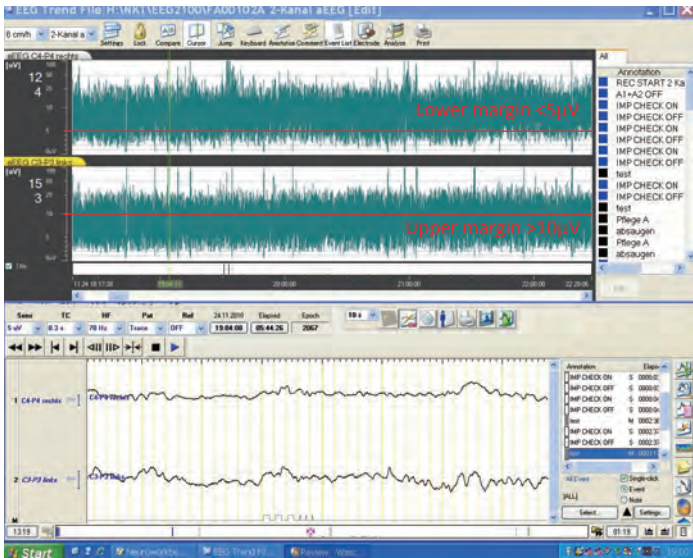 EEG Trend File: H:\NKT\EEG2100\FA0D102A 2-Kanal aEEG [Edit]
6 cm/h 2-Kanal a Settings Lock Compare Cursor Jump Keyboard Annotation Comment Event List Electrode Analyse Print
aEEG C4-P4 rechts
[uV]
12
4
Lower margin <5µV
aEEG C3-P3 links
[uV]
15
3
Upper margin >10µV
Title
20:00:00 21:00:00 22:00:00
All
Annotation
REC START 2 Ka
A1+A2 OFF
IMP CHECK ON
IMP CHECK OFF
IMP CHECK ON
IMP CHECK OFF
IMP CHECK ON
IMP CHECK OFF
test
IMP CHECK ON
IMP CHECK OFF
test
Pflege A
absaugen
Pflege A
absaugen
Sens TC HF Pat Ref 24.11.2010 Elapsed Epoch 10 s
5 uV 0.3 s 70 Hz Trace OFF 19:04:08 05:44.26 2067
1 C4-P4 rechts
2 C3-P3 links
Annotation
IMP CHECK ON S
IMP CHECK OFF S
IMP CHECK ON S
IMP CHECK OFF S
test M
IMP CHECK ON S
IMP CHECK OFF S
test M
All Event
Single-click
Event
Note
[ALL]
Select... Settings
13:19 01:19
Start